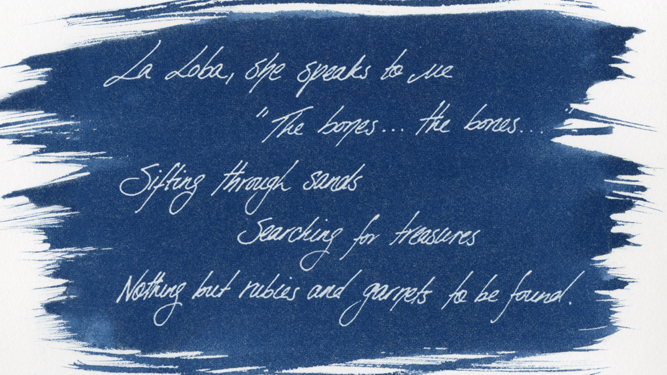 La Loba, she speaks to me
"The bones... the bones..."
Sifting through sands
Searching for treasures
Nothing but rubies and garnets to be found.